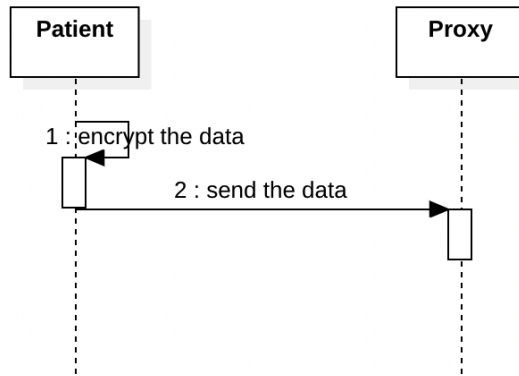 Patient
Proxy
1 : encrypt the data
2 : send the data